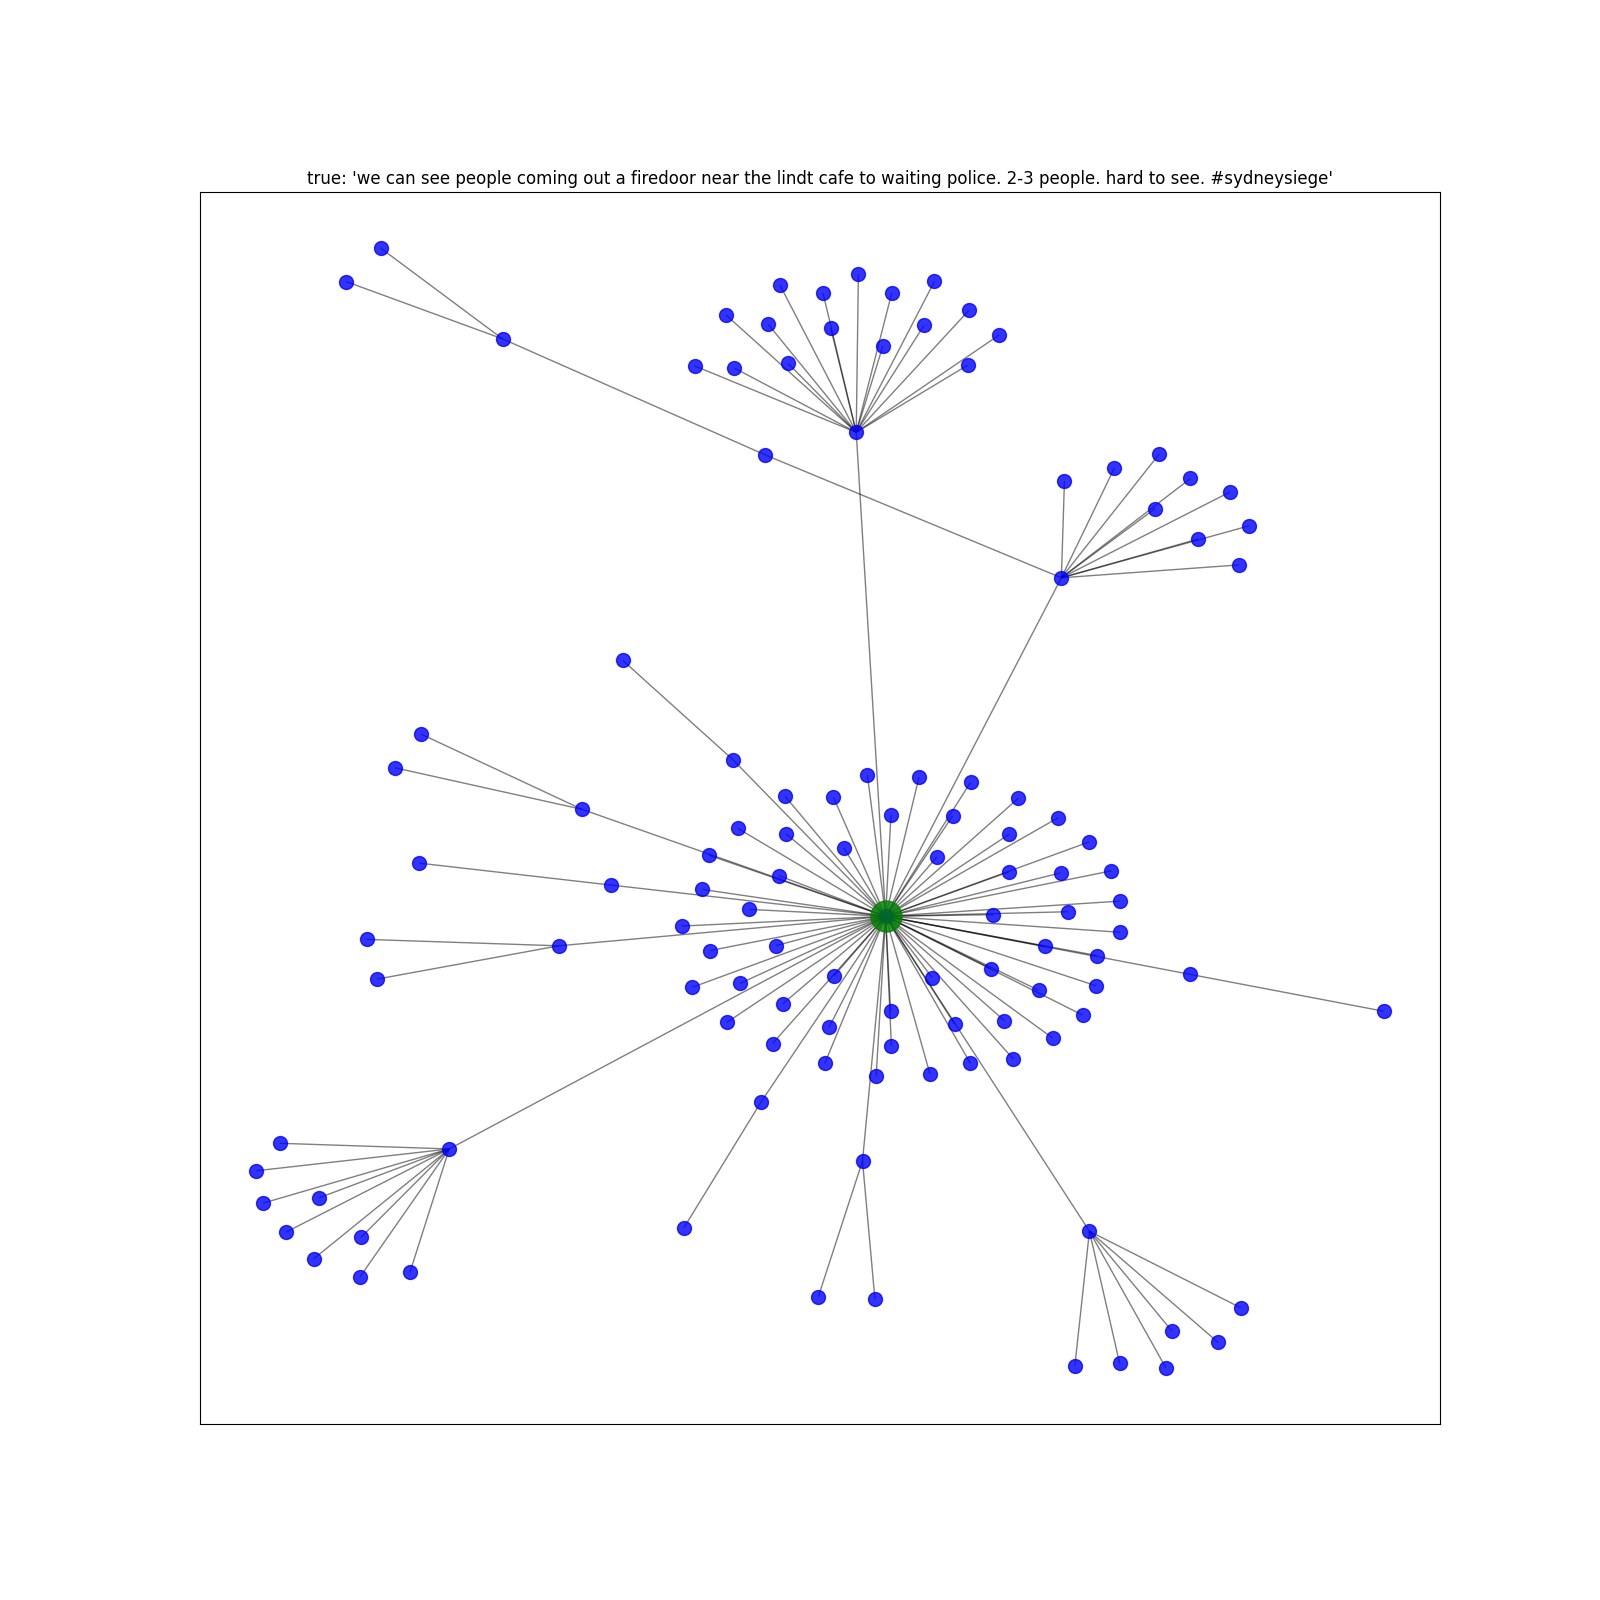 true: 'we can see people coming out a firedoor near the lindt cafe to waiting police. 2-3 people. hard to see. #sydneysiege'